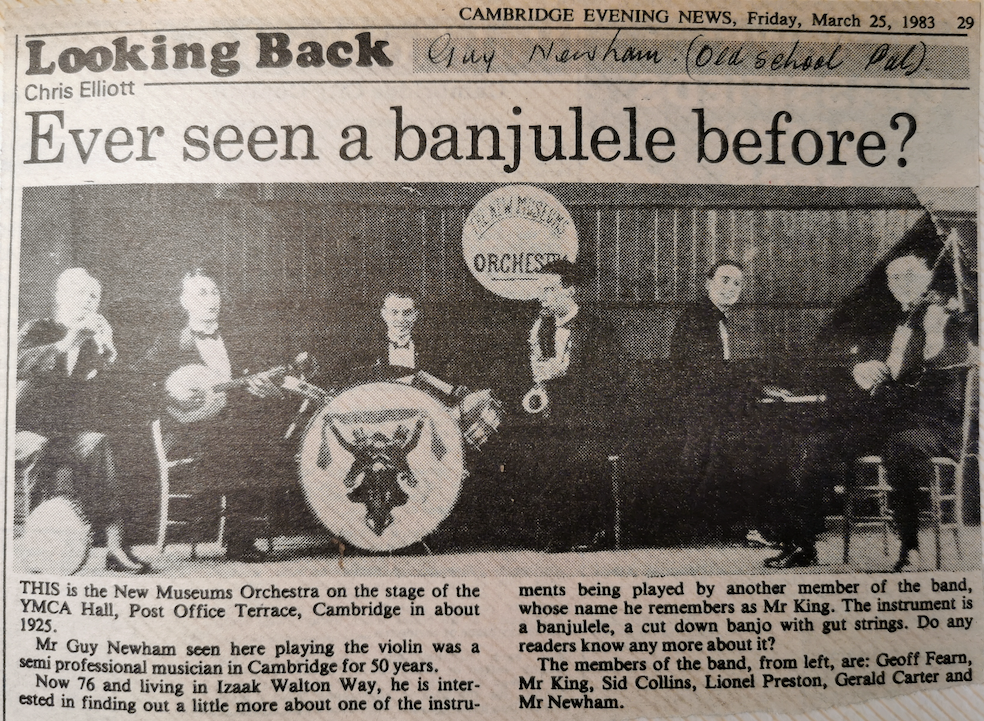 CAMBRIDGE EVENING NEWS, Friday, March 25, 1983 29
Looking Back
Guy Newham. (Old school Pal).
Chris Elliott
Ever seen a banjulele before?
THE NEW MUSEUMS
ORCHESTRA
THIS is the New Museums Orchestra on the stage of the
YMCA Hall, Post Office Terrace, Cambridge in about
1925.
Mr Guy Newham seen here playing the violin was a
semi professional musician in Cambridge for 50 years.
Now 76 and living in Izaak Walton Way, he is inter-
ested in finding out a little more about one of the instru-
ments being played by another member of the band,
whose name he remembers as Mr King. The instrument is
a banjulele, a cut down banjo with gut strings. Do any
readers know any more about it?
The members of the band, from left, are: Geoff Fearn,
Mr King, Sid Collins, Lionel Preston, Gerald Carter and
Mr Newham.